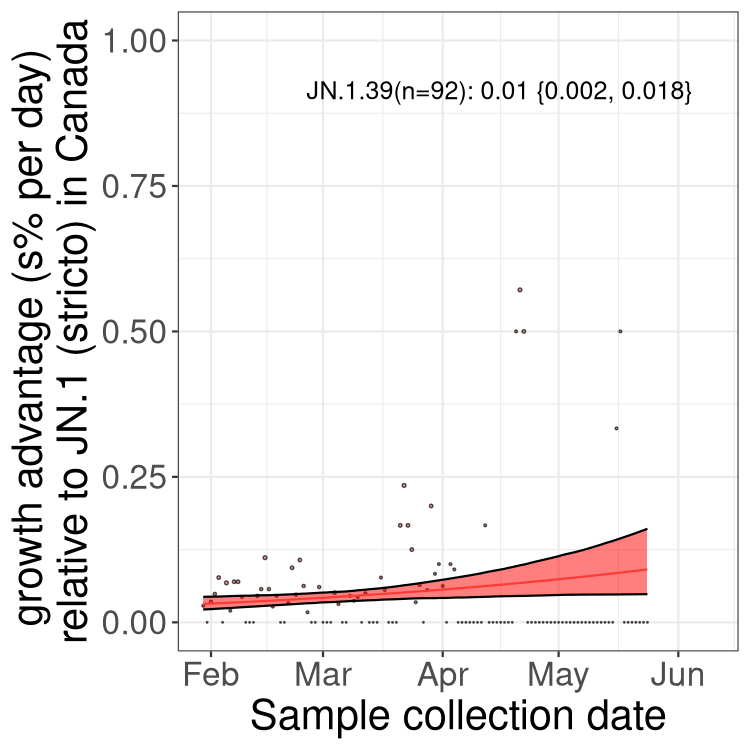 growth advantage (s% per day)
relative to JN.1 (stricto) in Canada
1.00
0.75
0.50
0.25
0.00
JN.1.39(n=92): 0.01 {0.002, 0.018}
Feb Mar Apr May Jun
Sample collection date